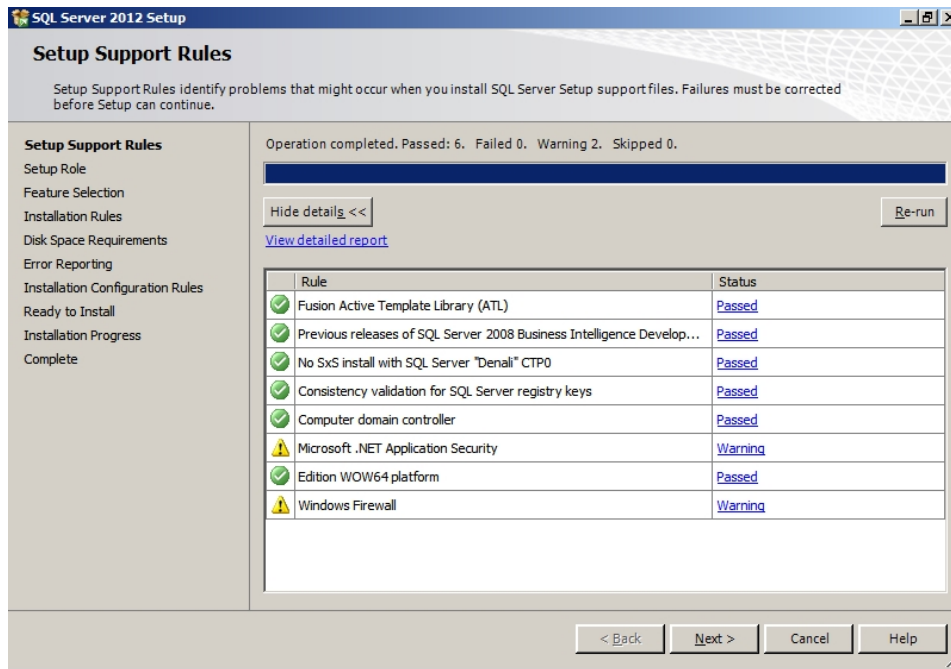 SQL Server 2012 Setup
Setup Support Rules
Setup Support Rules identify problems that might occur when you install SQL Server Setup support files. Failures must be corrected
before Setup can continue.
Setup Support Rules
Setup Role
Feature Selection
Installation Rules
Disk Space Requirements
Error Reporting
Installation Configuration Rules
Ready to Install
Installation Progress
Complete
Operation completed. Passed: 6. Failed 0. Warning 2. Skipped 0.
Hide details <<
Re-run
View detailed report
Rule Status
Fusion Active Template Library (ATL) Passed
Previous releases of SQL Server 2008 Business Intelligence Develop... Passed
No SxS install with SQL Server "Denali" CTP0 Passed
Consistency validation for SQL Server registry keys Passed
Computer domain controller Passed
Microsoft .NET Application Security Warning
Edition WOW64 platform Passed
Windows Firewall Warning
< Back Next > Cancel Help